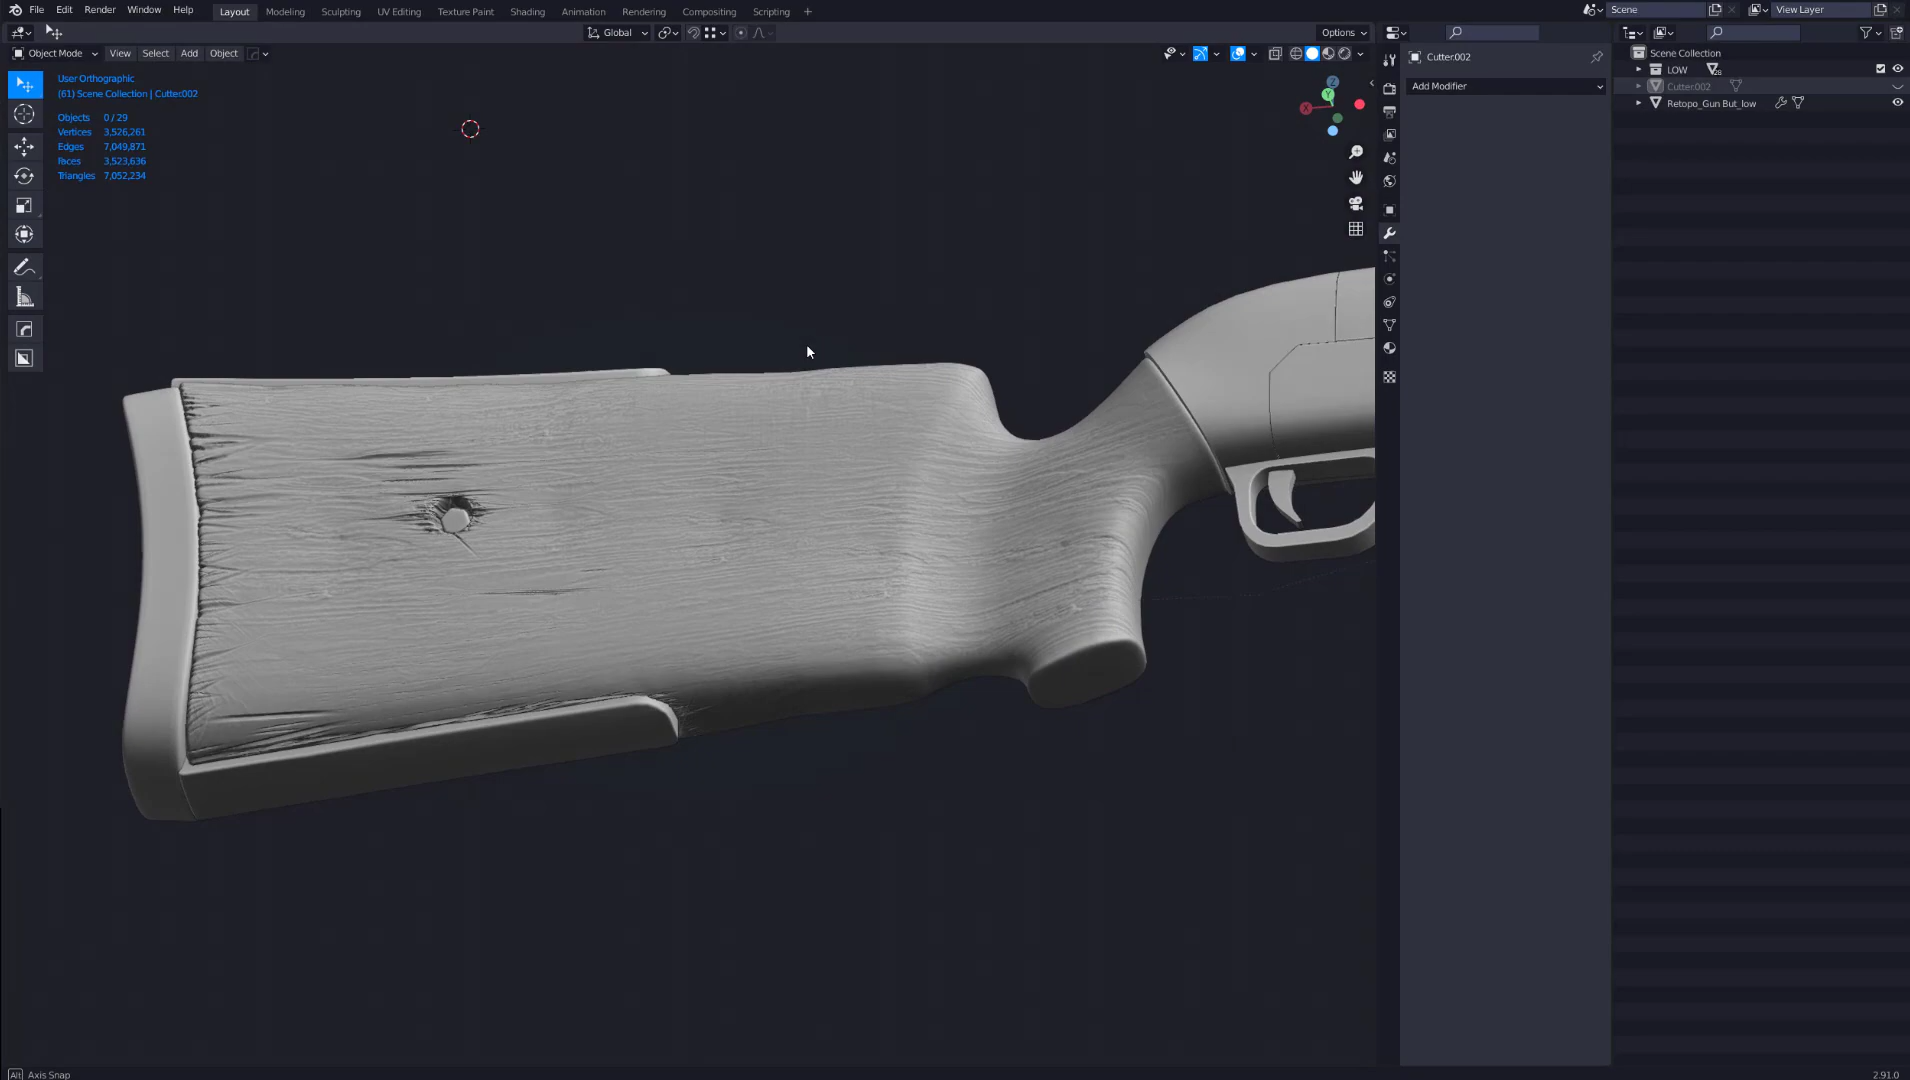 File Edit Render Window Help Layout Modeling Sculpting UV Editing Texture Paint Shading Animation Rendering Compositing Scripting + Scene View Layer
Global Options
Object Mode View Select Add Object
Cutter.002
Scene Collection
LOW
Cutter.002
Retopo_Gun But_low
Add Modifier
User Orthographic
(61) Scene Collection | Cutter.002
Objects 0 / 29
Vertices 3,526,261
Edges 7,049,871
Faces 3,523,636
Triangles 7,052,234
Z
Y
X
Alt Axis Snap
2.91.0